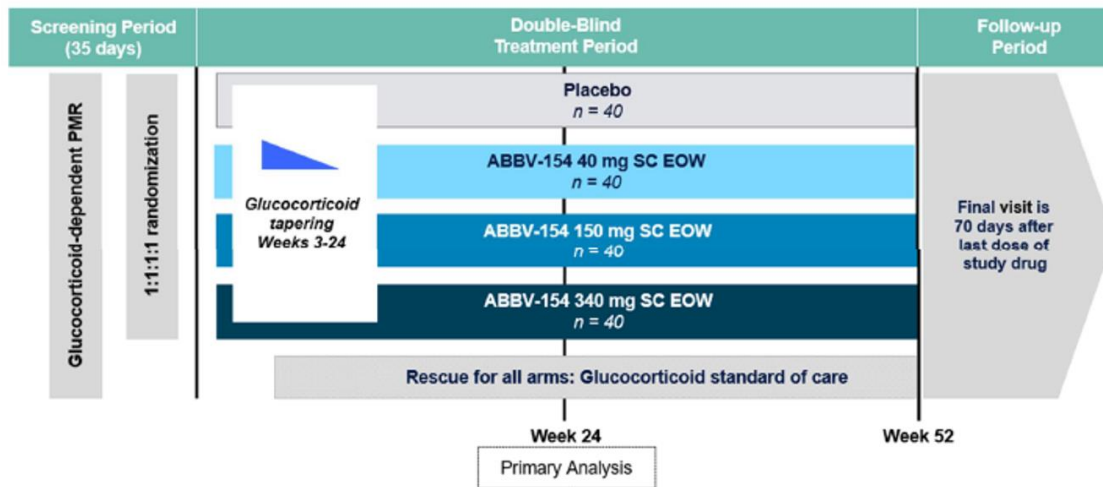 Screening Period
(35 days)
Double-Blind
Treatment Period
Follow-up
Period
Glucocorticoid-dependent PMR
1:1:1:1 randomization
Glucocorticoid
tapering
Weeks 3-24
Placebo
n = 40
ABBV-154 40 mg SC EOW
n = 40
ABBV-154 150 mg SC EOW
n = 40
ABBV-154 340 mg SC EOW
n = 40
Rescue for all arms: Glucocorticoid standard of care
Final visit is
70 days after
last dose of
study drug
Week 24
Week 52
Primary Analysis